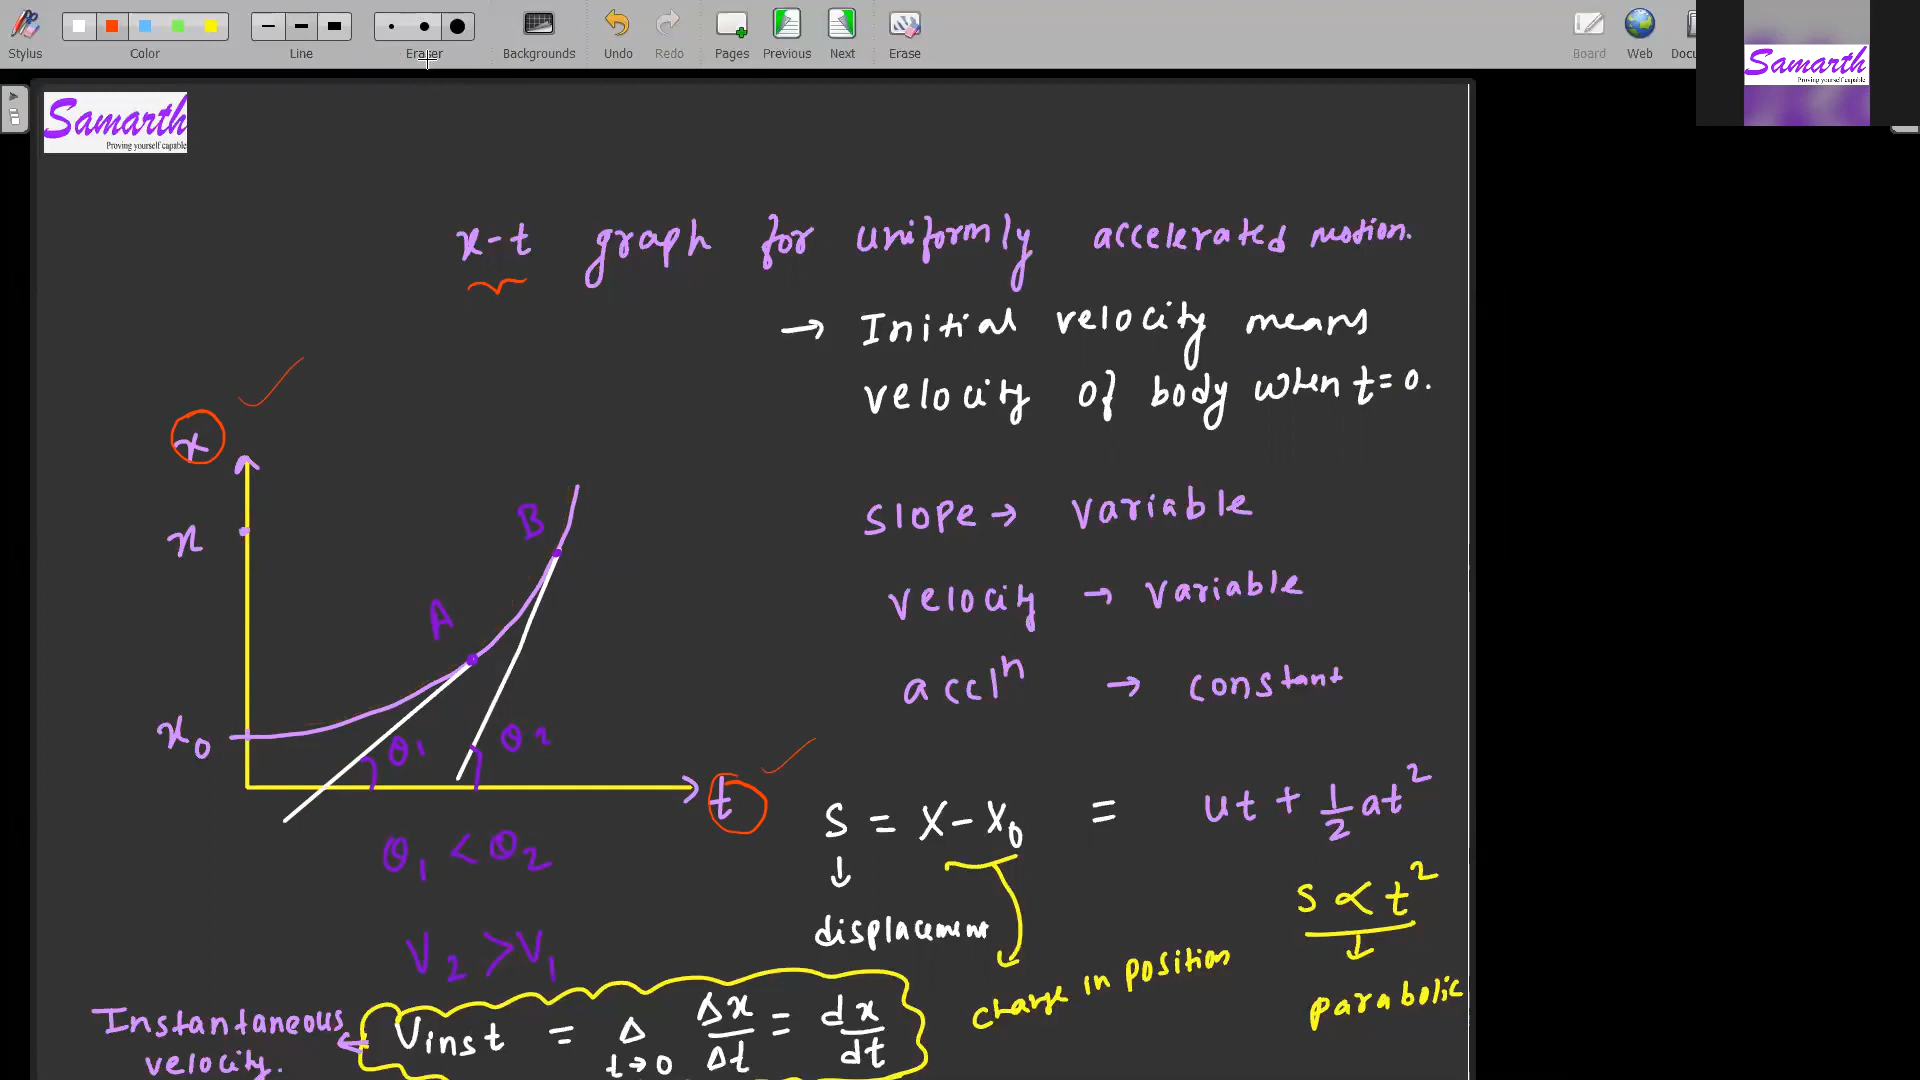 Stylus Color Line Eraser Backgrounds Undo Redo Pages Previous Next Erase Board Web
Samarth
Proving yourself capable
Samarth
Proving yourself capable
x-t graph for uniformly accelerated motion.
→ Initial velocity means
velocity of body when t=0.
x
x
B
A
x₀
θ₁ θ₂
t
θ₁ < θ₂
V₂ > V₁
slope → variable
velocity → variable
acclⁿ → constant
S = X - X₀ = ut + 1/2 at²
↓
displacement
change in position
S ∝ t²
↓
parabolic
Instantaneous
velocity.
← Vinst = Δ t→0 Δx/Δt = dx/dt